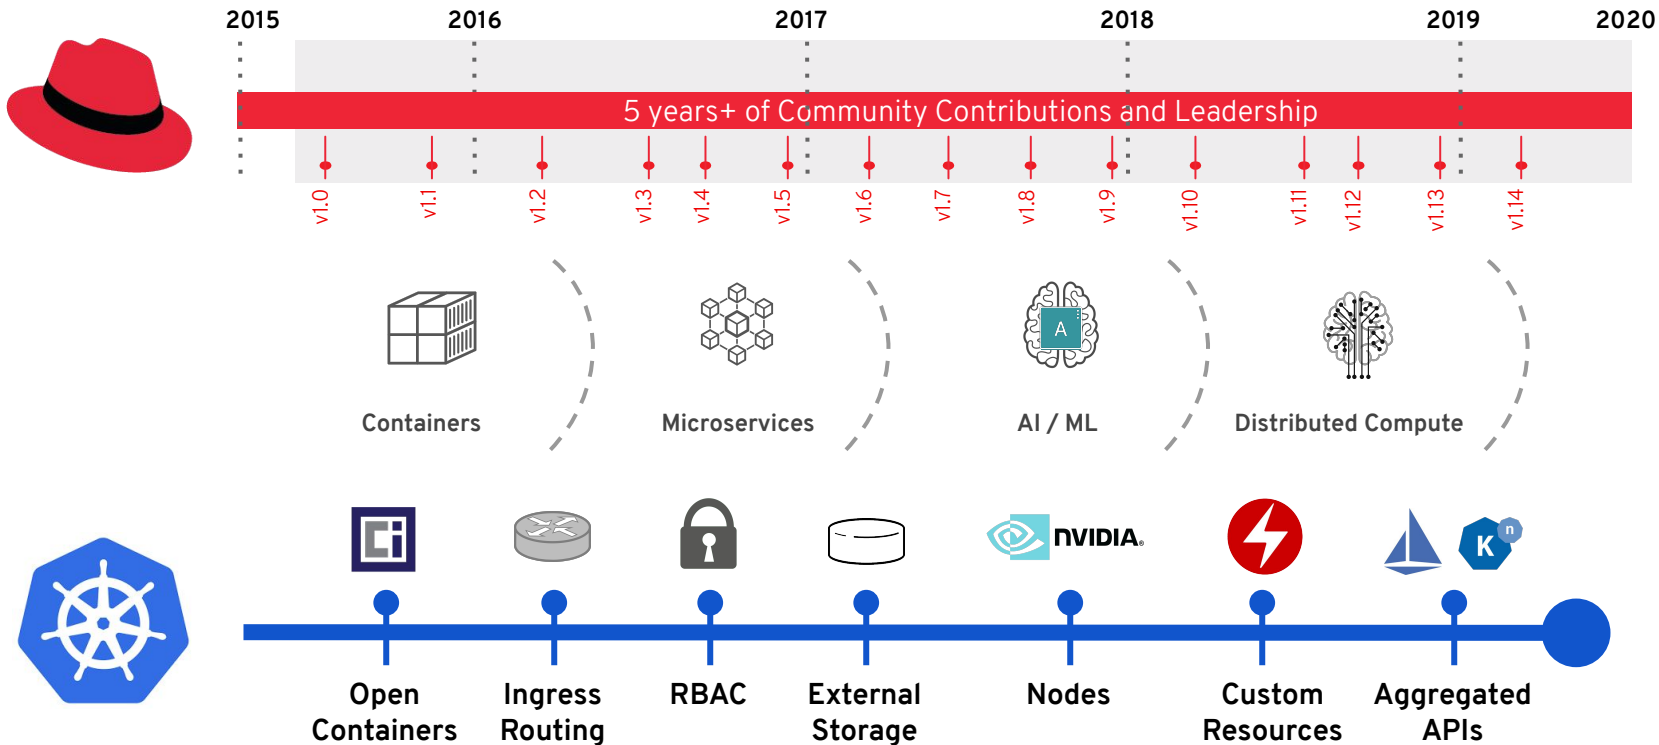 2015 2016 2017 2018 2019 2020
5 years+ of Community Contributions and Leadership
v1.0 v1.1 v1.2 v1.3 v1.4 v1.5 v1.6 v1.7 v1.8 v1.9 v1.10 v1.11 v1.12 v1.13 v1.14
A
Containers Microservices AI / ML Distributed Compute
Ci NVIDIA® K n
Open Ingress RBAC External Nodes Custom Aggregated
Containers Routing Storage Resources APIs